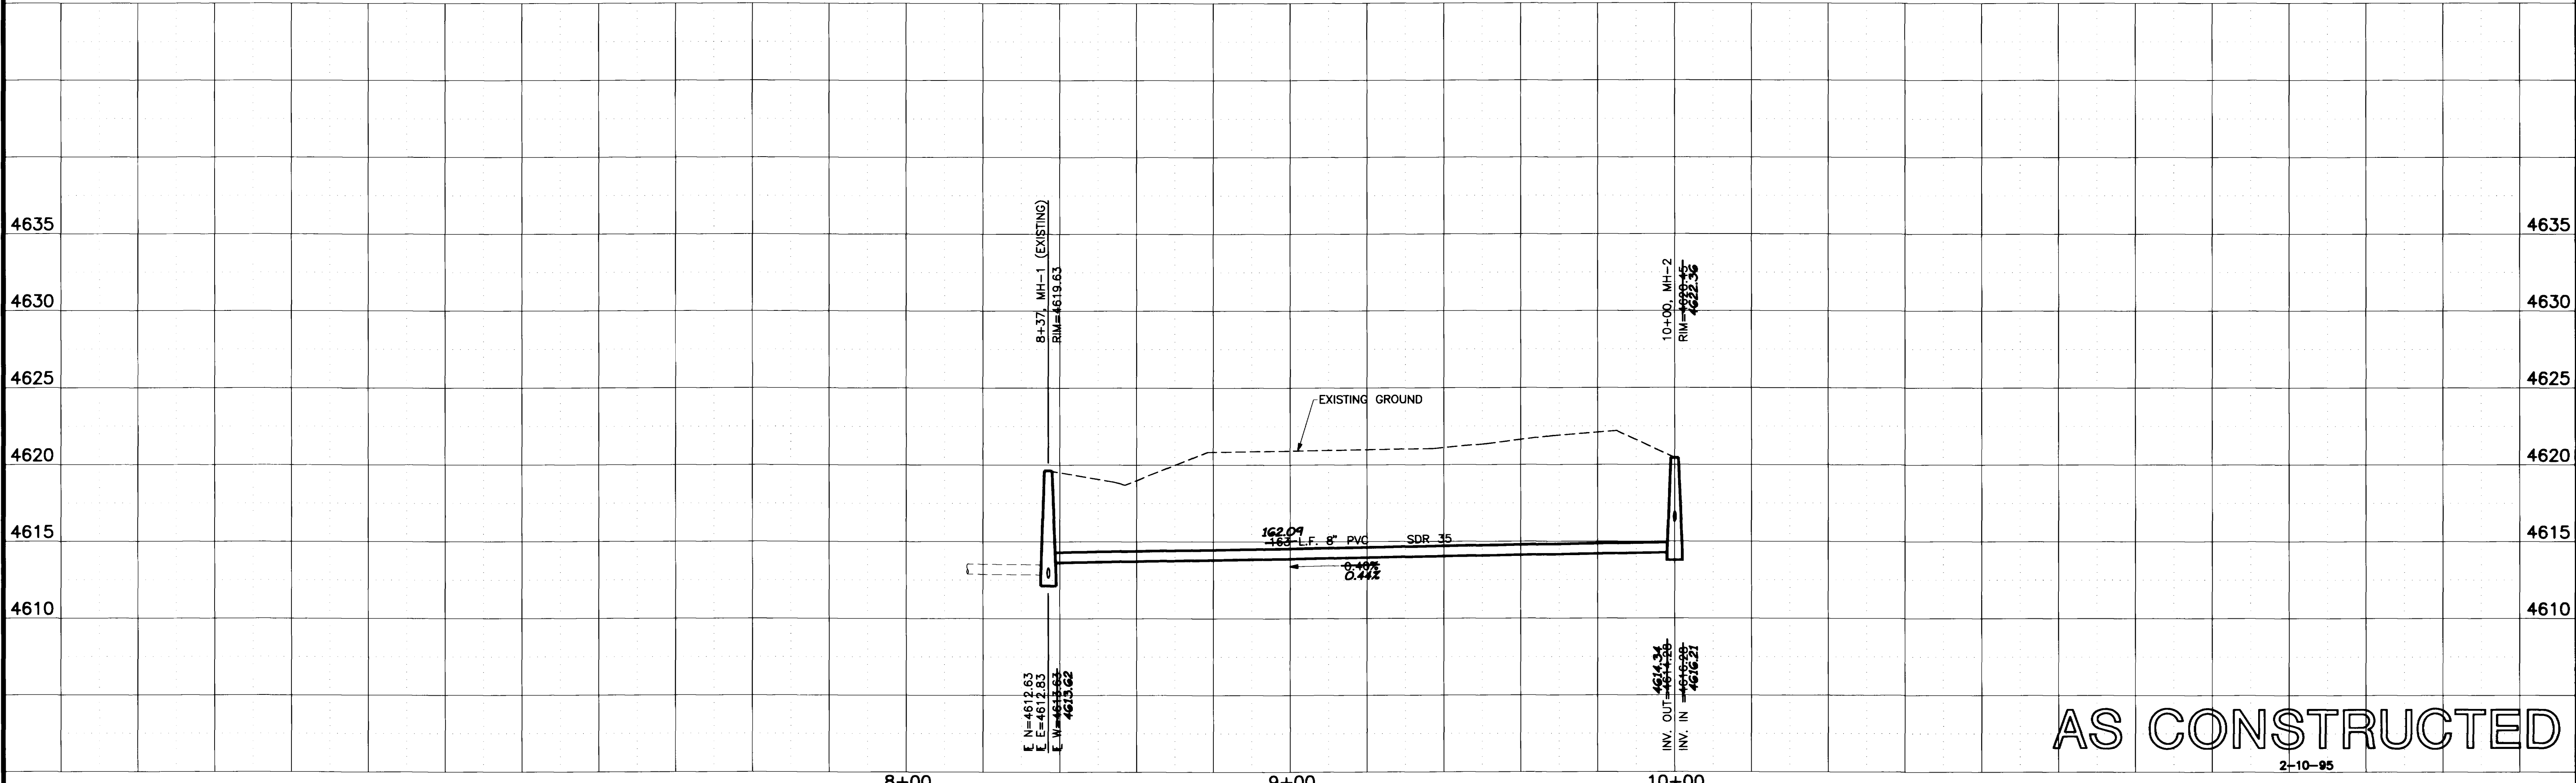 8+37, MH-1 (EXISTING)
RIM=4619.63
10+00, MH-2
RIM=4620.45
4622.36
4635
4635
4630
4630
4625
4625
EXISTING GROUND
4620
4620
4615
4615
162.09
163 L.F. 8" PVC SDR 35
0.40%
0.44%
4610
4610
E N=4612.63
E E=4612.83
E W=4613.63
4613.62
4614.34
INV. OUT=4614.28
INV. IN =4616.28
4616.21
AS CONSTRUCTED
2-10-95
8+00
9+00
10+00